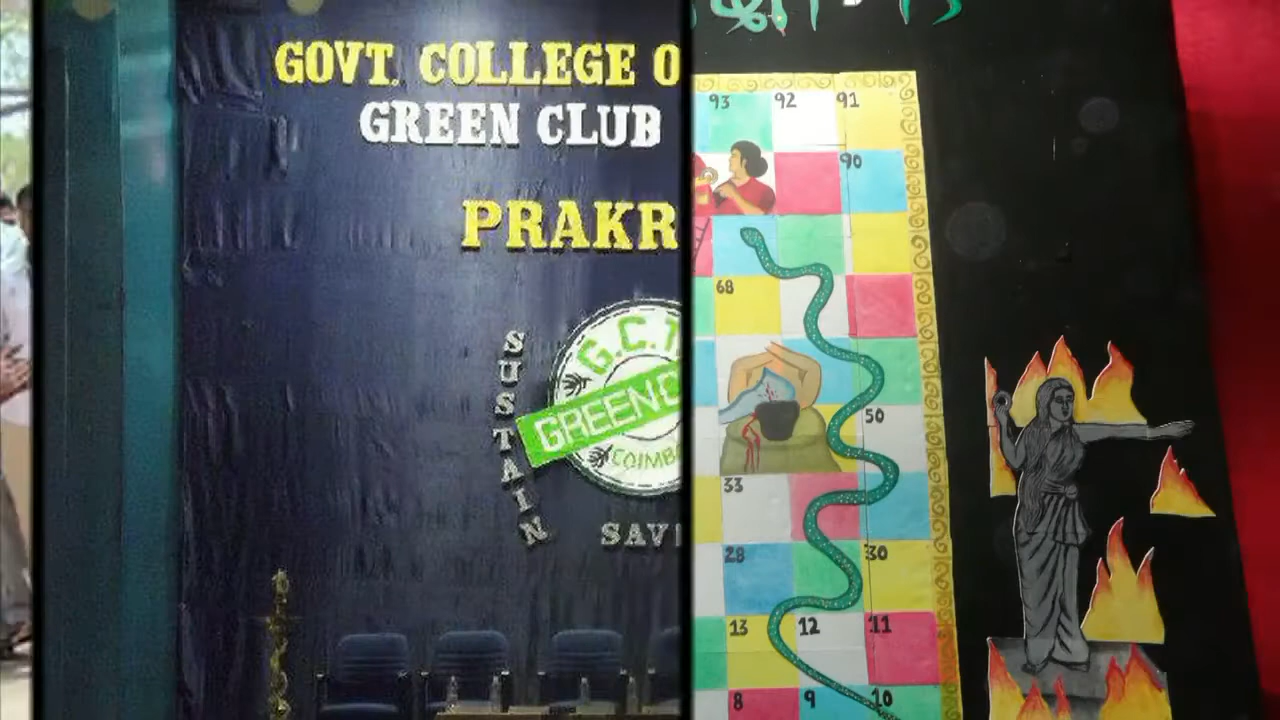 GOVT. COLLEGE O
GREEN CLUB
PRAKR
SUSTAIN
G.C.T
GREEN
COIMB
SAV
93 92 91
90
68
50
33
28 30
13 12 11
8 9 10